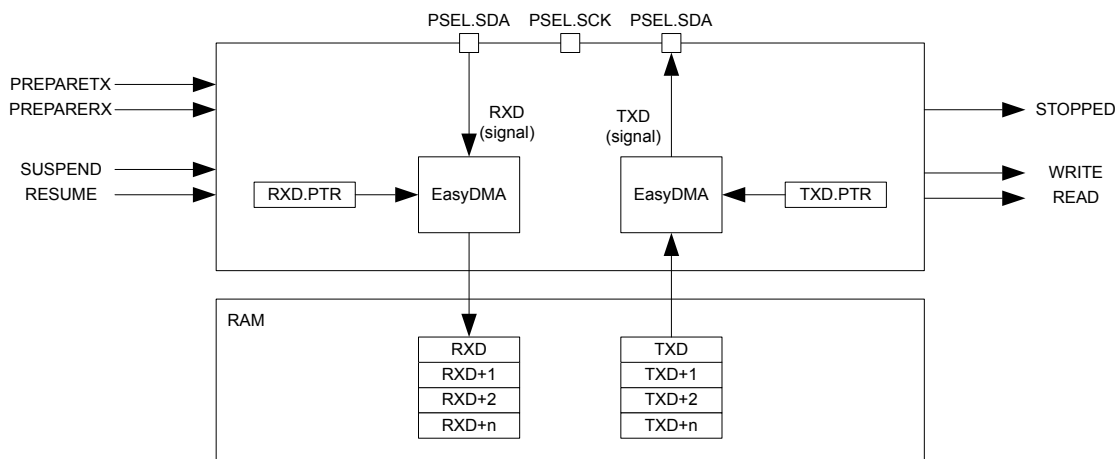 PSEL.SDA PSEL.SCK PSEL.SDA
PREPARETX
PREPARERX
RXD
(signal)
TXD
(signal)
STOPPED
SUSPEND
RESUME
RXD.PTR
EasyDMA
EasyDMA
TXD.PTR
WRITE
READ
RAM
RXD
RXD+1
RXD+2
RXD+n
TXD
TXD+1
TXD+2
TXD+n